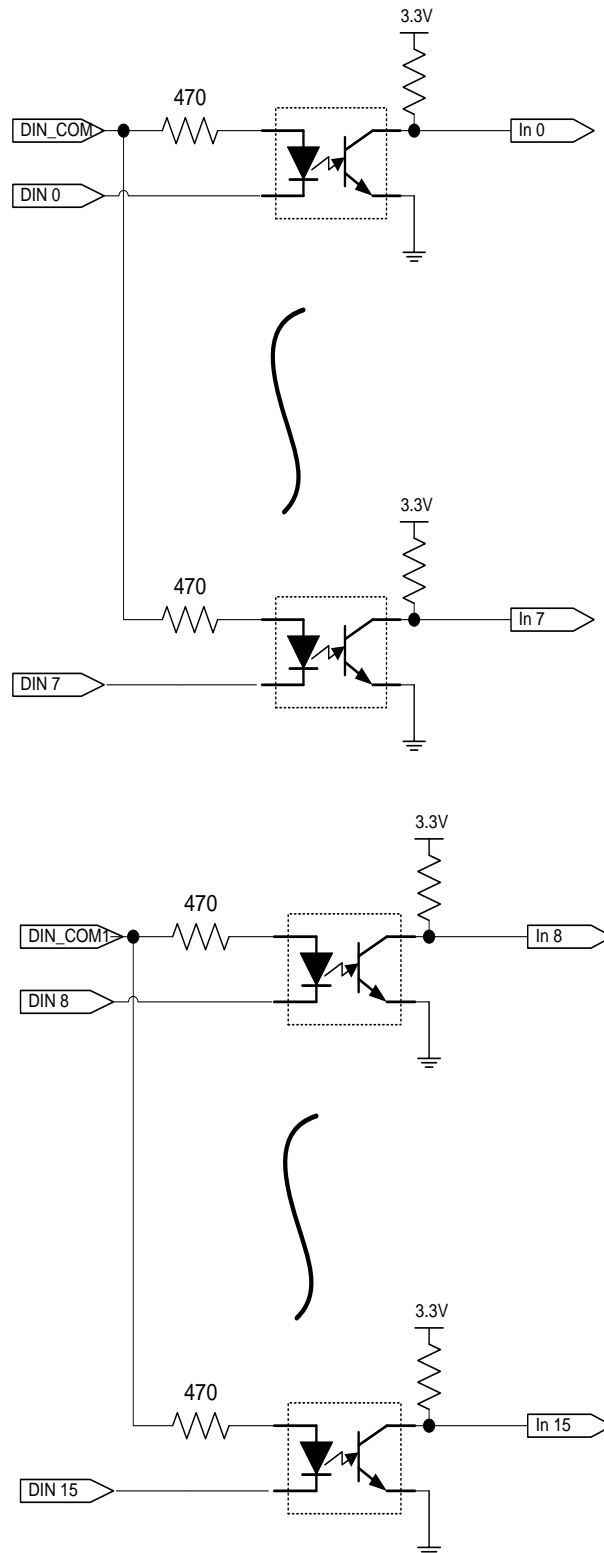 3.3V
470
DIN_COM
In 0
DIN 0
3.3V
470
In 7
DIN 7
3.3V
470
DIN_COM1
In 8
DIN 8
3.3V
470
In 15
DIN 15